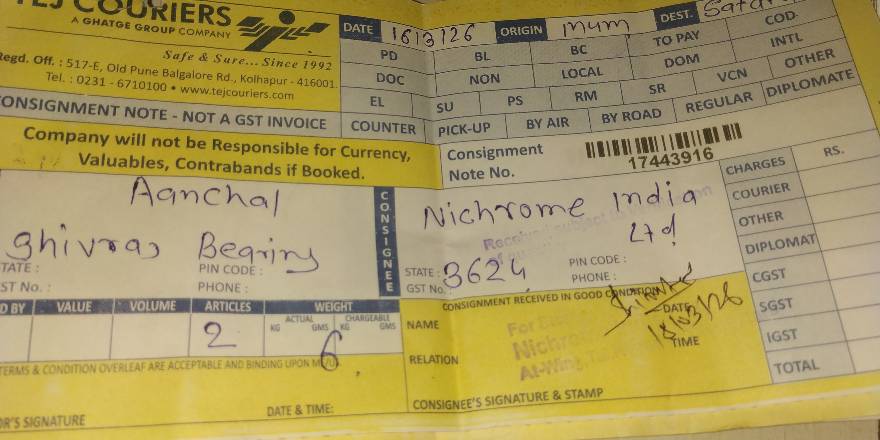 TEJ COURIERS
A GHATGE GROUP COMPANY
Safe & Sure... Since 1992
Regd. Off. : 517-E, Old Pune Balgalore Rd., Kolhapur - 416001.
Tel. : 0231 - 6710100 • www.tejcouriers.com
CONSIGNMENT NOTE - NOT A GST INVOICE
DATE 16/3/26 ORIGIN mum DEST.
PD BL BC TO PAY COD
DOC NON LOCAL DOM INTL
EL SU PS RM SR VCN OTHER
COUNTER PICK-UP BY AIR BY ROAD REGULAR DIPLOMATE
Company will not be Responsible for Currency,
Valuables, Contrabands if Booked.
Consignment
Note No.
17443916
CHARGES RS.
COURIER
OTHER
DIPLOMAT
CGST
SGST
IGST
TOTAL
Aanchal
Shivraj Bearing
STATE : PIN CODE :
GST No. : PHONE :
CONSIGNEE
Nichrome India
Ltd
STATE : 3624 PIN CODE :
GST No. : PHONE :
VALUE VOLUME ARTICLES WEIGHT
ACTUAL CHARGEABLE
KG GMS KG GMS
2 6
TERMS & CONDITION OVERLEAF ARE ACCEPTABLE AND BINDING UPON
SIGNATURE DATE & TIME:
CONSIGNMENT RECEIVED IN GOOD CONDITION
NAME DATE 18/03/26
RELATION TIME
CONSIGNEE'S SIGNATURE & STAMP